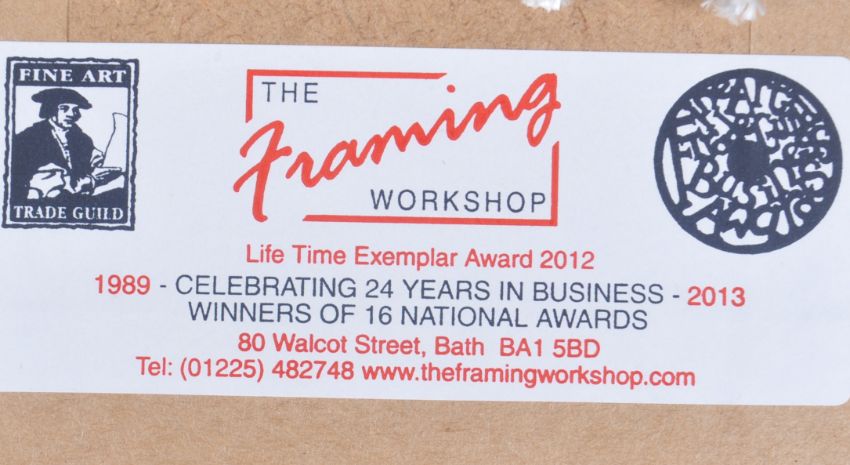 FINE ART
TRADE GUILD
THE
Framing
WORKSHOP
Life Time Exemplar Award 2012
1989 - CELEBRATING 24 YEARS IN BUSINESS - 2013
WINNERS OF 16 NATIONAL AWARDS
80 Walcot Street, Bath BA1 5BD
Tel: (01225) 482748 www.theframingworkshop.com